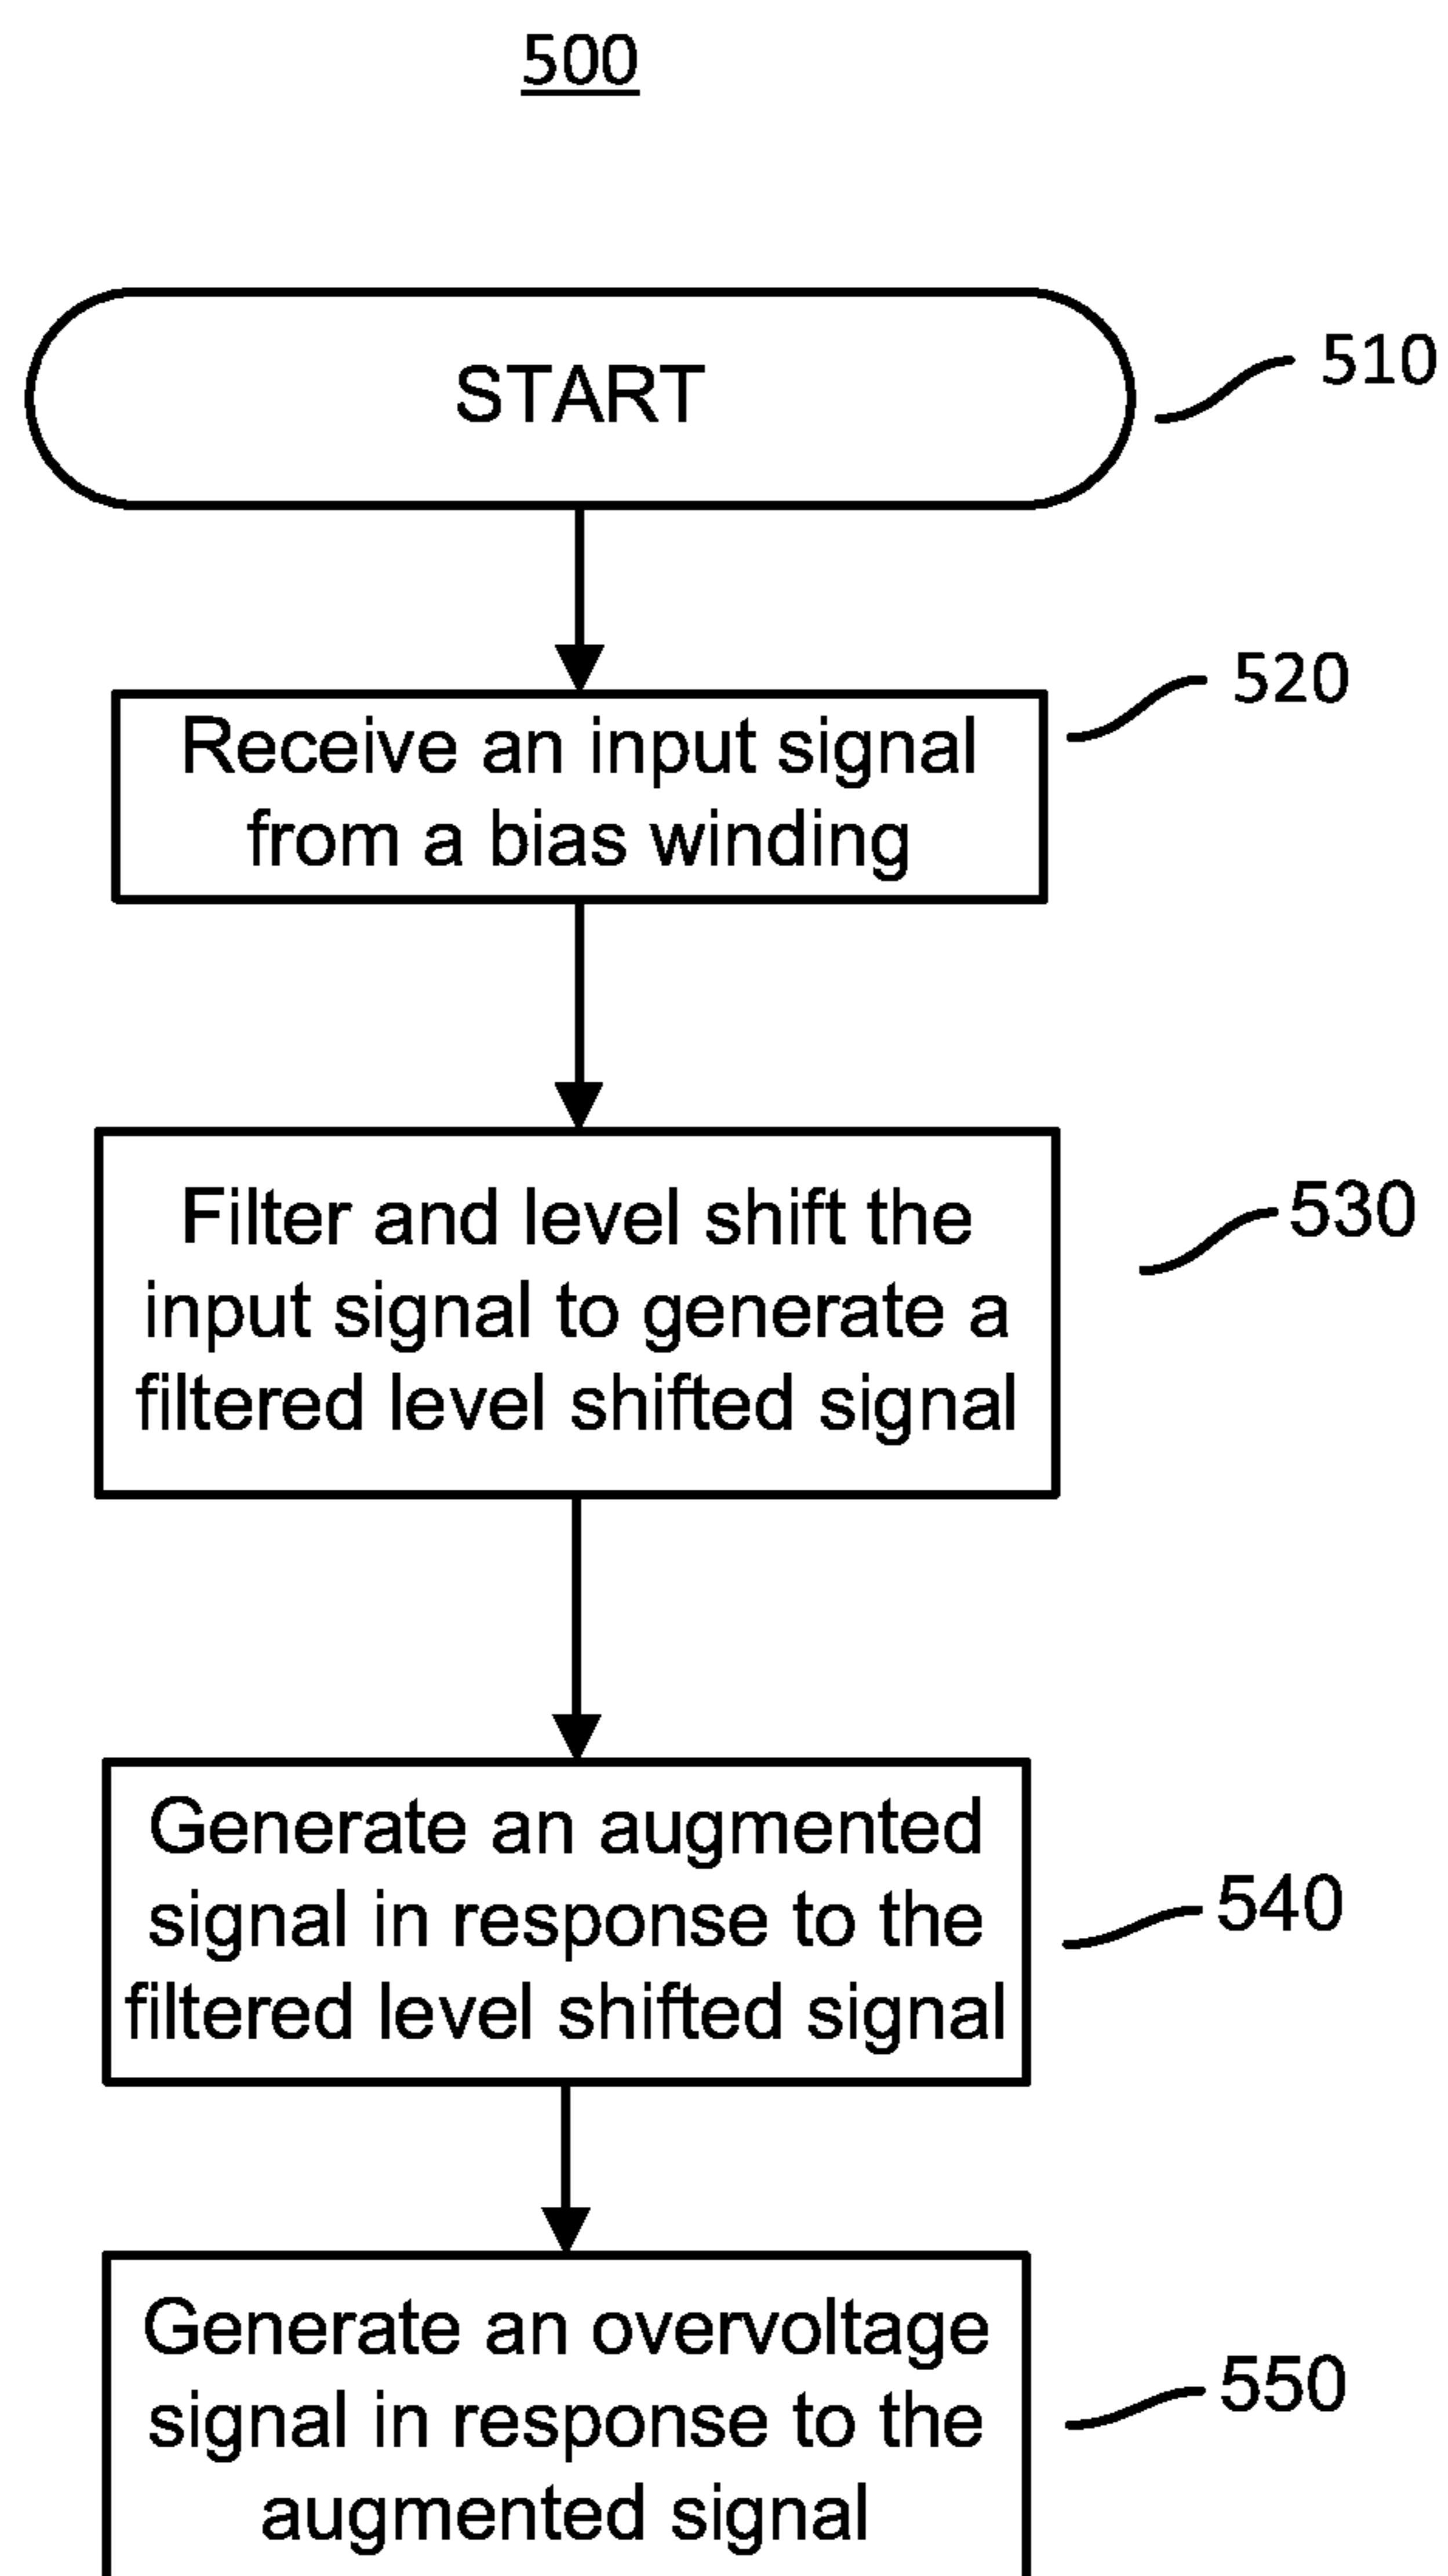 500
START
510
Receive an input signal
from a bias winding
520
Filter and level shift the
input signal to generate a
filtered level shifted signal
530
Generate an augmented
signal in response to the
filtered level shifted signal
540
Generate an overvoltage
signal in response to the
augmented signal
550